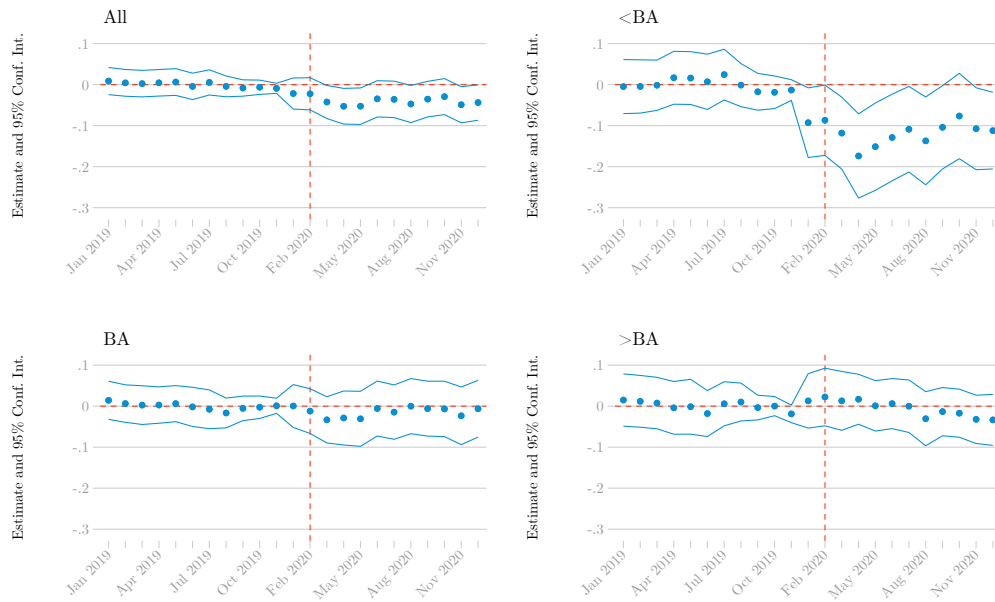 All
Estimate and 95% Conf. Int.
.1
0
-.1
-.2
-.3
Jan 2019
Apr 2019
Jul 2019
Oct 2019
Feb 2020
May 2020
Aug 2020
Nov 2020
<BA
Estimate and 95% Conf. Int.
.1
0
-.1
-.2
-.3
Jan 2019
Apr 2019
Jul 2019
Oct 2019
Feb 2020
May 2020
Aug 2020
Nov 2020
BA
Estimate and 95% Conf. Int.
.1
0
-.1
-.2
-.3
Jan 2019
Apr 2019
Jul 2019
Oct 2019
Feb 2020
May 2020
Aug 2020
Nov 2020
>BA
Estimate and 95% Conf. Int.
.1
0
-.1
-.2
-.3
Jan 2019
Apr 2019
Jul 2019
Oct 2019
Feb 2020
May 2020
Aug 2020
Nov 2020